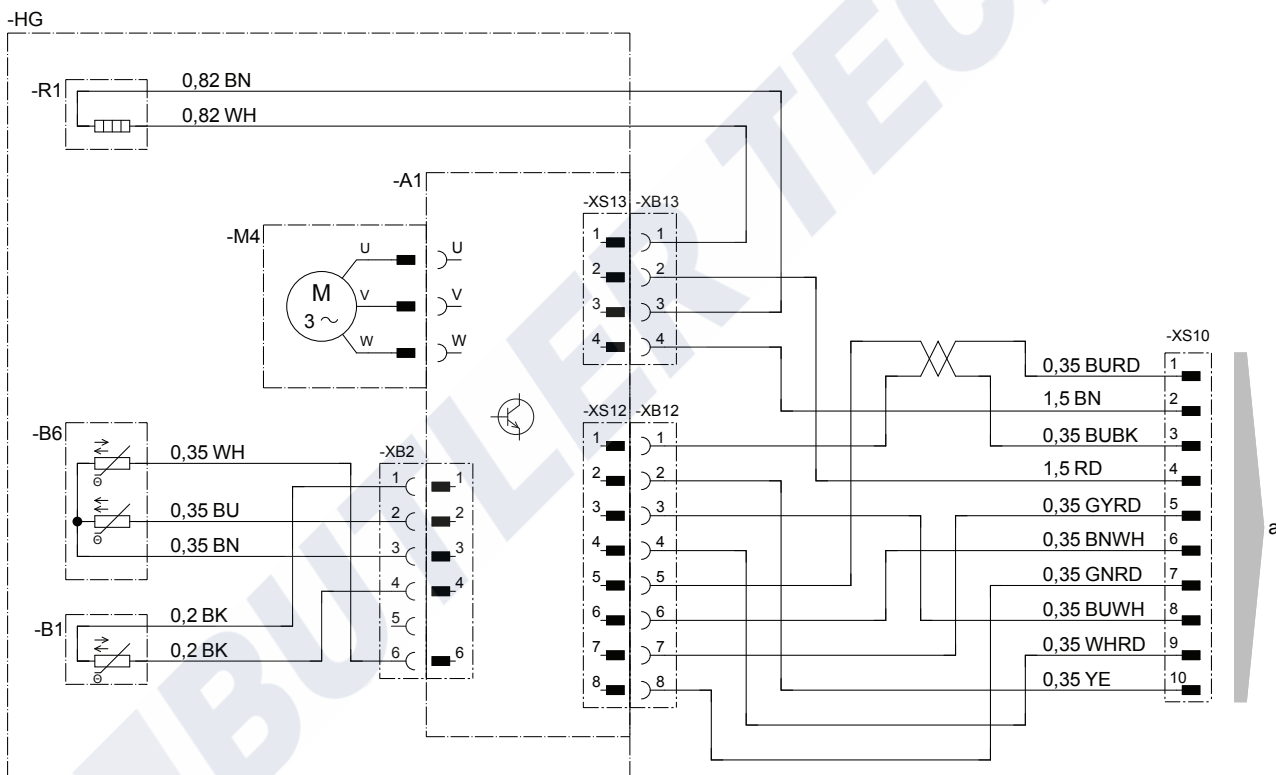 -HG
-R1
0,82 BN
0,82 WH
-A1
-M4
M
3 ~
U
V
W
U
V
W
-XS13
-XB13
1
2
3
4
1
2
3
4
-B6
0,35 WH
0,35 BU
0,35 BN
-B1
0,2 BK
0,2 BK
-XB2
1
2
3
4
5
6
1
2
3
4
6
-XS12
-XB12
1
2
3
4
5
6
7
8
1
2
3
4
5
6
7
8
-XS10
0,35 BURD
1
1,5 BN
2
0,35 BUBK
3
1,5 RD
4
0,35 GYRD
5
0,35 BNWH
6
0,35 GNRD
7
0,35 BUWH
8
0,35 WHRD
9
0,35 YE
10
a
BUTLER TEC